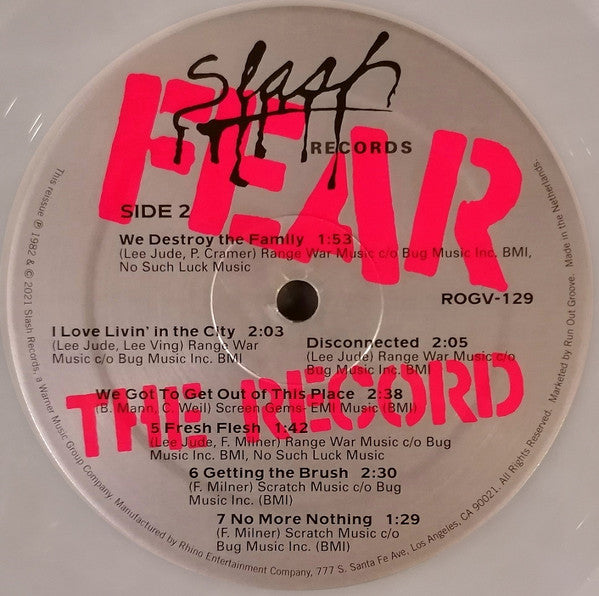 Slash
RECORDS
FEAR
SIDE 2
We Destroy the Family 1:53
(Lee Jude, P. Cramer) Range War Music c/o Bug Music Inc. BMI,
No Such Luck Music
ROGV-129
I Love Livin' in the City 2:03
(Lee Jude, Lee Ving) Range War
Music c/o Bug Music Inc. BMI
Disconnected 2:05
(Lee Jude) Range War Music c/o
Bug Music Inc. BMI
We Got To Get Out of This Place 2:38
(B. Mann, C. Weil) Screen Gems-EMI Music (BMI)
THE RECORD
5 Fresh Flesh 1:42
(Lee Jude, F. Milner) Range War Music c/o Bug
Music Inc. BMI, No Such Luck Music
6 Getting the Brush 2:30
(F. Milner) Scratch Music c/o Bug
Music Inc. (BMI)
7 No More Nothing 1:29
(F. Milner) Scratch Music c/o
Bug Music Inc. (BMI)
This reissue ℗ 1982 & © 2021 Slash Records, a Warner Music Group Company. Manufactured by Rhino Entertainment Company, 777 S. Santa Fe Ave, Los Angeles, CA 90021. All Rights Reserved. Marketed by Run Out Groove. Made in the Netherlands.